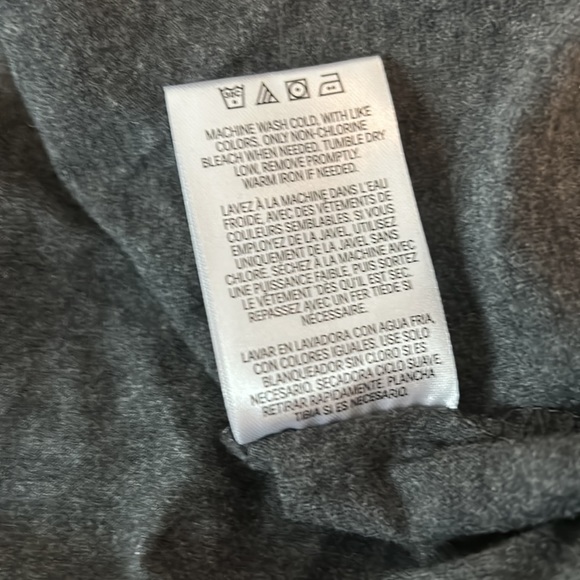 30C
MACHINE WASH COLD, WITH LIKE
COLORS. ONLY NON-CHLORINE
BLEACH WHEN NEEDED. TUMBLE DRY
LOW, REMOVE PROMPTLY.
WARM IRON IF NEEDED.
LAVEZ À LA MACHINE DANS L'EAU
FROIDE, AVEC DES VÊTEMENTS DE
COULEURS SEMBLABLES. SI VOUS
EMPLOYEZ DE LA JAVEL, UTILISEZ
UNIQUEMENT DE LA JAVEL SANS
CHLORE. SÉCHEZ À LA MACHINE AVEC
UNE PUISSANCE FAIBLE, PUIS SORTEZ
LE VÊTEMENT DÈS QU'IL EST SEC.
REPASSEZ AVEC UN FER TIÈDE SI
NÉCESSAIRE.
LAVAR EN LAVADORA CON AGUA FRIA,
CON COLORES IGUALES. USE SOLO
BLANQUEADOR SIN CLORO SI ES
NECESARIO. SECADORA CICLO SUAVE,
RETIRAR RAPIDAMENTE. PLANCHA
TIBIA SI ES NECESARIO.